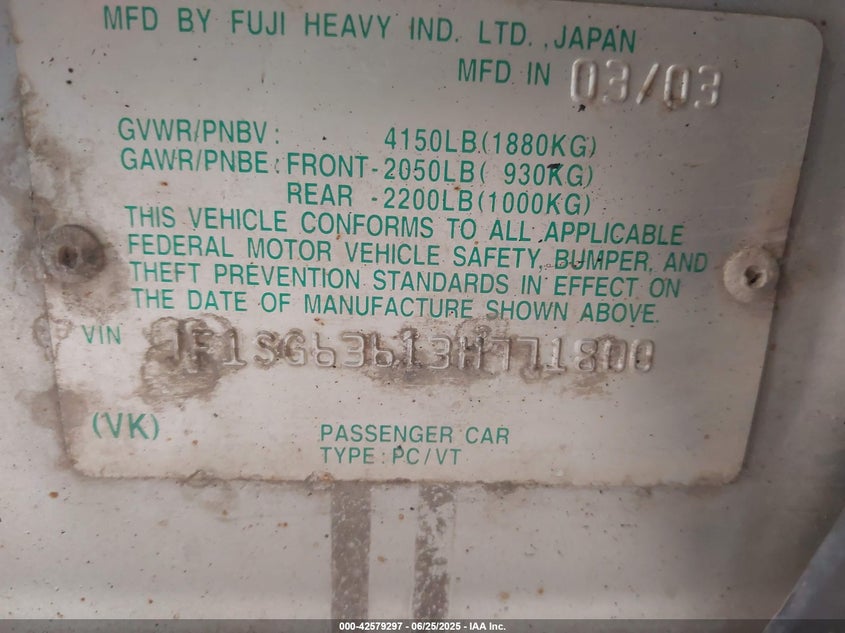 MFD BY FUJI HEAVY IND. LTD., JAPAN
MFD IN 03/03
GVWR/PNBV: 4150LB(1880KG)
GAWR/PNBE: FRONT-2050LB( 930KG)
REAR -2200LB(1000KG)
THIS VEHICLE CONFORMS TO ALL APPLICABLE
FEDERAL MOTOR VEHICLE SAFETY, BUMPER, AND
THEFT PREVENTION STANDARDS IN EFFECT ON
THE DATE OF MANUFACTURE SHOWN ABOVE.
VIN JF1SG63613H771800
(VK)
PASSENGER CAR
TYPE: PC/VT
000-42579297 - 06/25/2025 - IAA Inc.